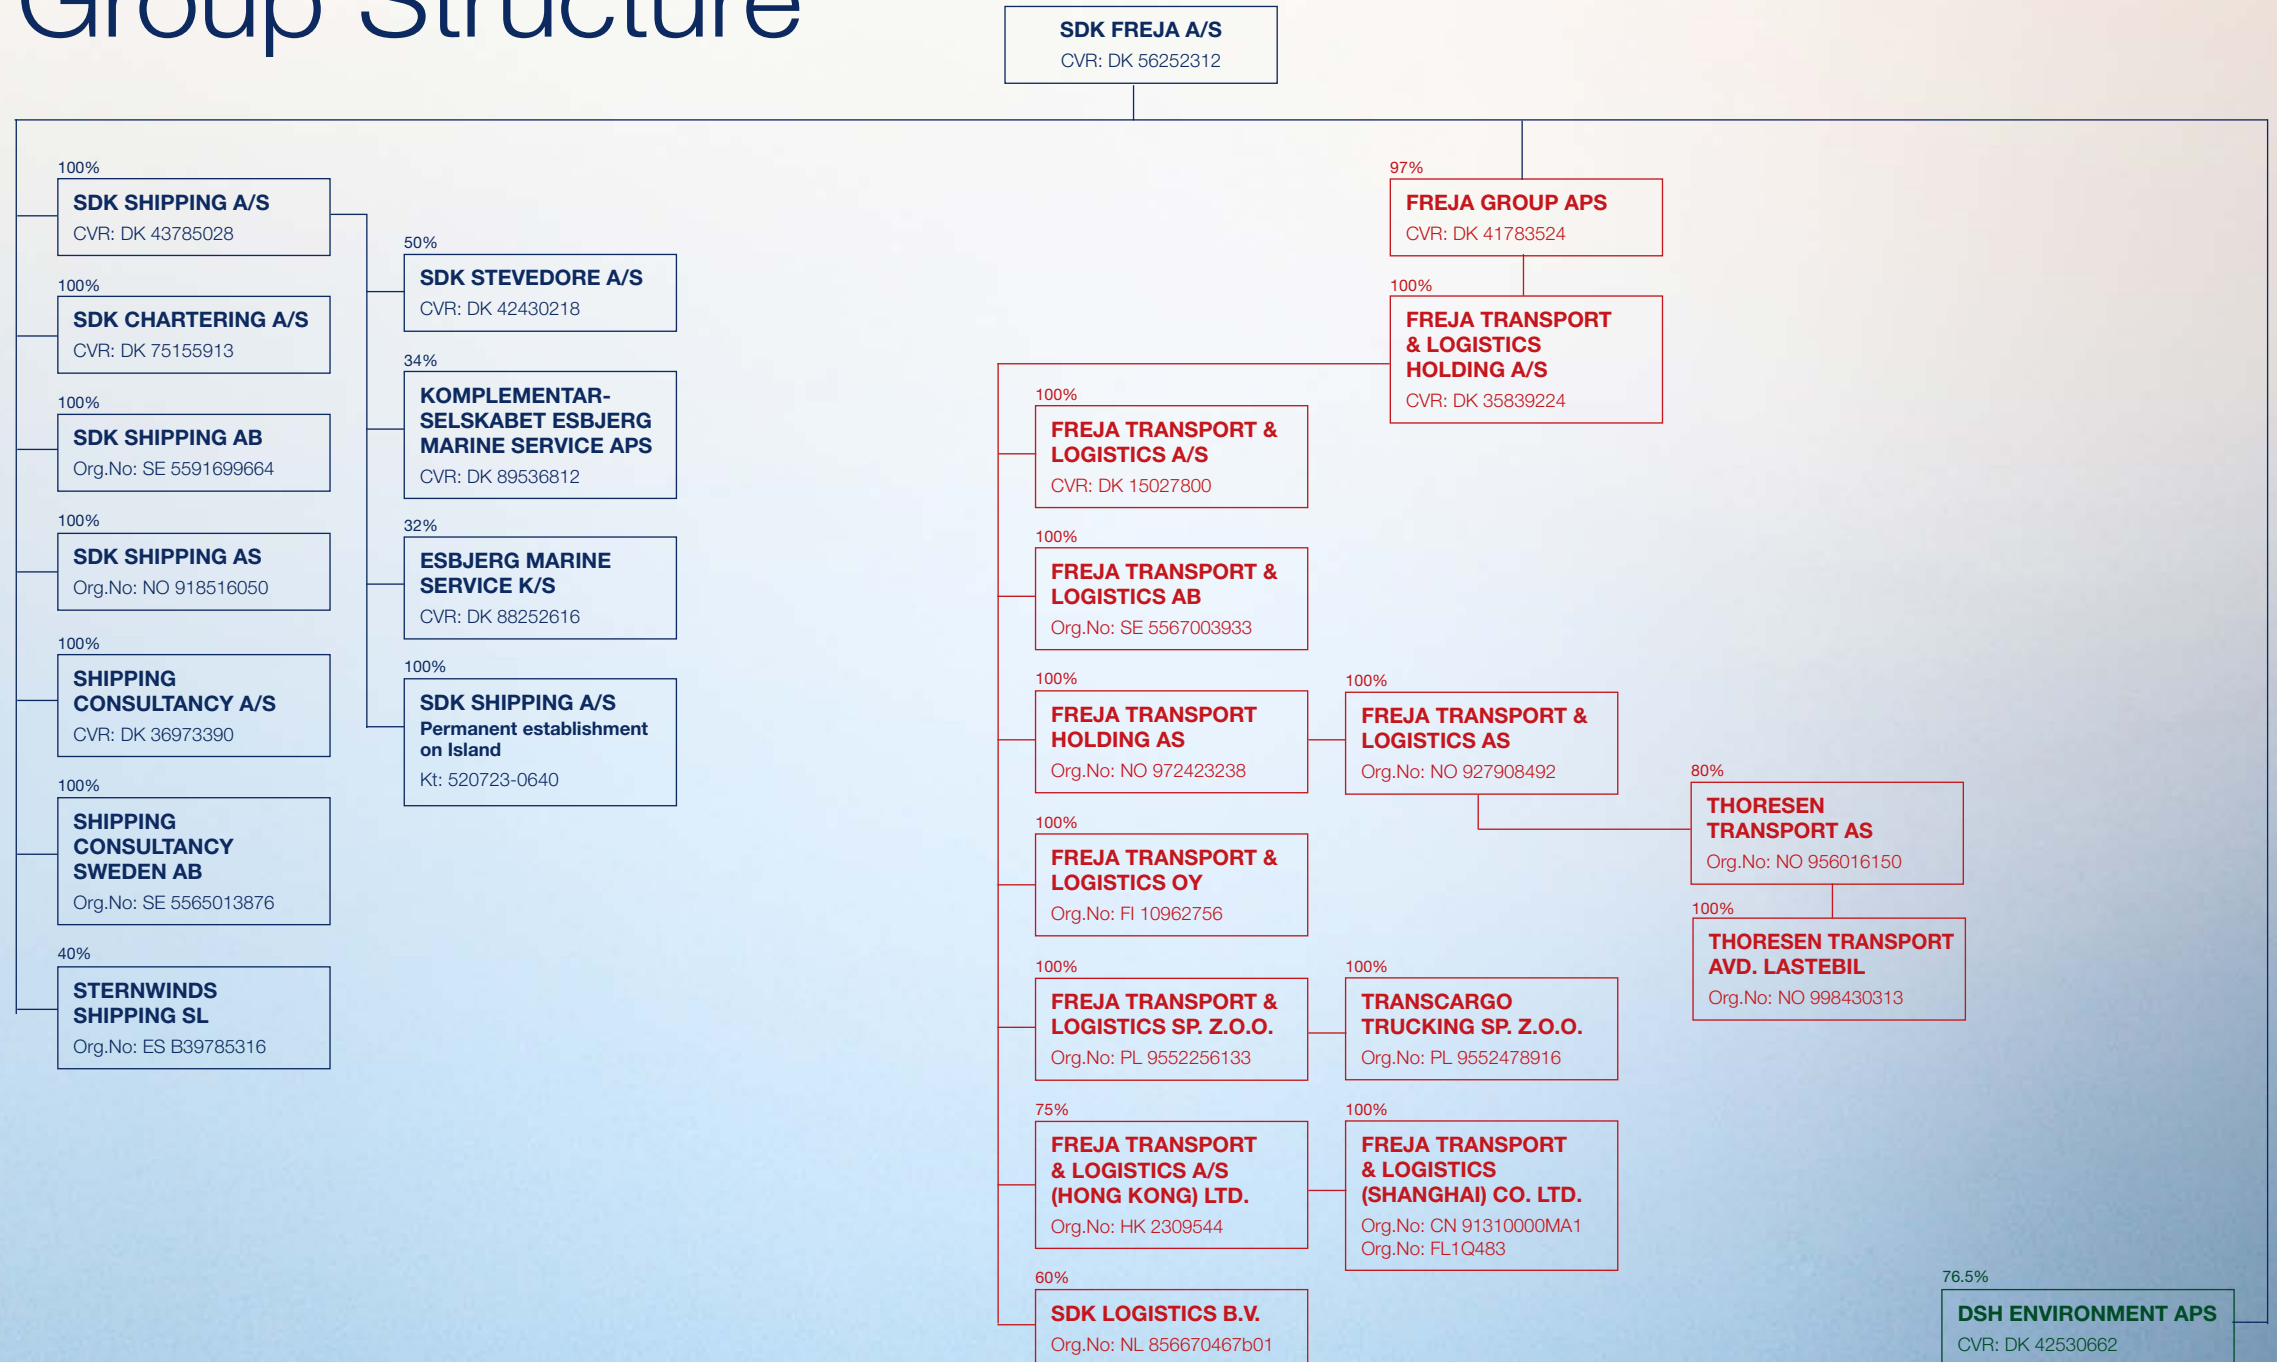 Group Structure
SDK FREJA A/S
CVR: DK 56252312
100%
SDK SHIPPING A/S
CVR: DK 43785028
100%
SDK CHARTERING A/S
CVR: DK 75155913
100%
SDK SHIPPING AB
Org.No: SE 5591699664
100%
SDK SHIPPING AS
Org.No: NO 918516050
100%
SHIPPING
CONSULTANCY A/S
CVR: DK 36973390
100%
SHIPPING
CONSULTANCY
SWEDEN AB
Org.No: SE 5565013876
40%
STERNWINDS
SHIPPING SL
Org.No: ES B39785316
50%
SDK STEVEDORE A/S
CVR: DK 42430218
34%
KOMPLEMENTAR-
SELSKABET ESBJERG
MARINE SERVICE APS
CVR: DK 89536812
32%
ESBJERG MARINE
SERVICE K/S
CVR: DK 88252616
100%
SDK SHIPPING A/S
Permanent establishment
on Island
Kt: 520723-0640
97%
FREJA GROUP APS
CVR: DK 41783524
100%
FREJA TRANSPORT
& LOGISTICS
HOLDING A/S
CVR: DK 35839224
100%
FREJA TRANSPORT &
LOGISTICS A/S
CVR: DK 15027800
100%
FREJA TRANSPORT &
LOGISTICS AB
Org.No: SE 5567003933
100%
FREJA TRANSPORT
HOLDING AS
Org.No: NO 972423238
100%
FREJA TRANSPORT &
LOGISTICS AS
Org.No: NO 927908492
80%
THORESEN
TRANSPORT AS
Org.No: NO 956016150
100%
THORESEN TRANSPORT
AVD. LASTEBIL
Org.No: NO 998430313
100%
FREJA TRANSPORT &
LOGISTICS OY
Org.No: FI 10962756
100%
FREJA TRANSPORT &
LOGISTICS SP. Z.O.O.
Org.No: PL 9552256133
100%
TRANSCARGO
TRUCKING SP. Z.O.O.
Org.No: PL 9552478916
75%
FREJA TRANSPORT
& LOGISTICS A/S
(HONG KONG) LTD.
Org.No: HK 2309544
100%
FREJA TRANSPORT
& LOGISTICS
(SHANGHAI) CO. LTD.
Org.No: CN 91310000MA1
Org.No: FL1Q483
60%
SDK LOGISTICS B.V.
Org.No: NL 856670467b01
76.5%
DSH ENVIRONMENT APS
CVR: DK 42530662